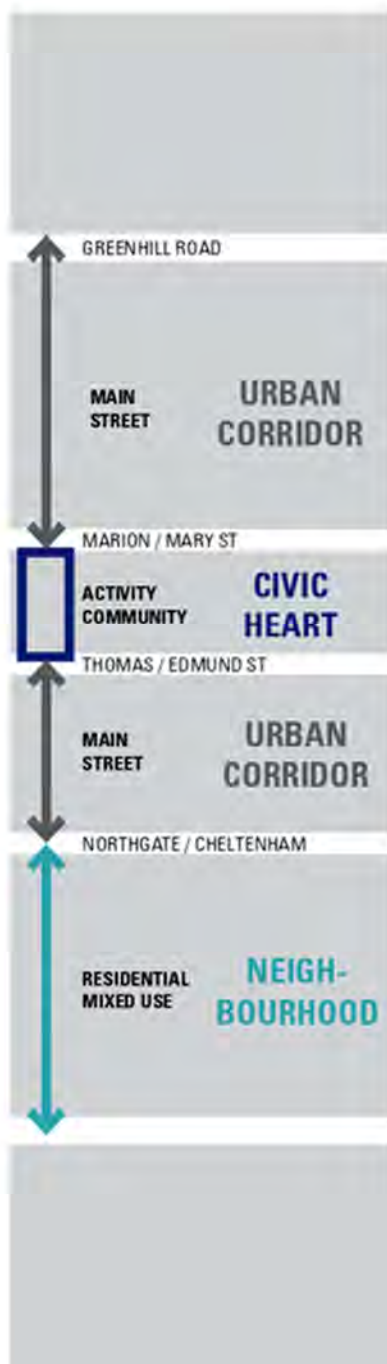 GREENHILL ROAD
MAIN
STREET
URBAN
CORRIDOR
MARION / MARY ST
ACTIVITY
COMMUNITY
CIVIC
HEART
THOMAS / EDMUND ST
MAIN
STREET
URBAN
CORRIDOR
NORTHGATE / CHELTENHAM
RESIDENTIAL
MIXED USE
NEIGH-
BOURHOOD